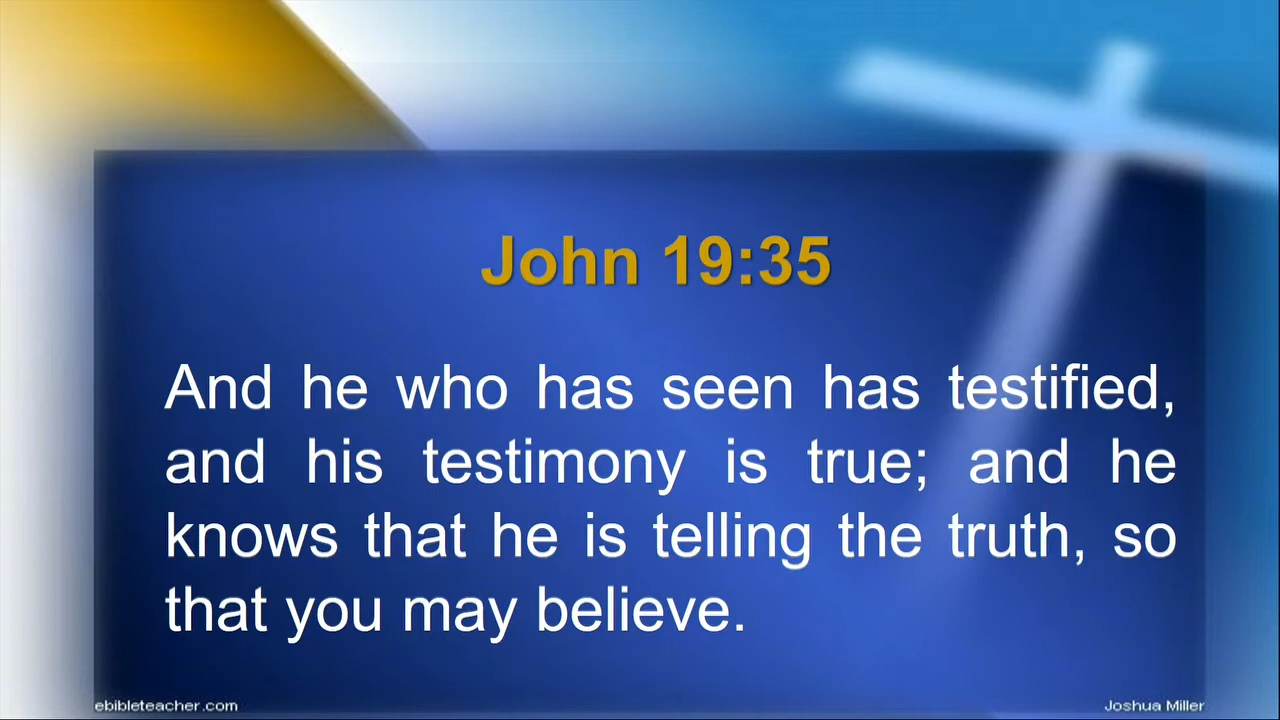 John 19:35
And he who has seen has testified,
and his testimony is true; and he
knows that he is telling the truth, so
that you may believe.
ebibleteacher.com
Joshua Miller